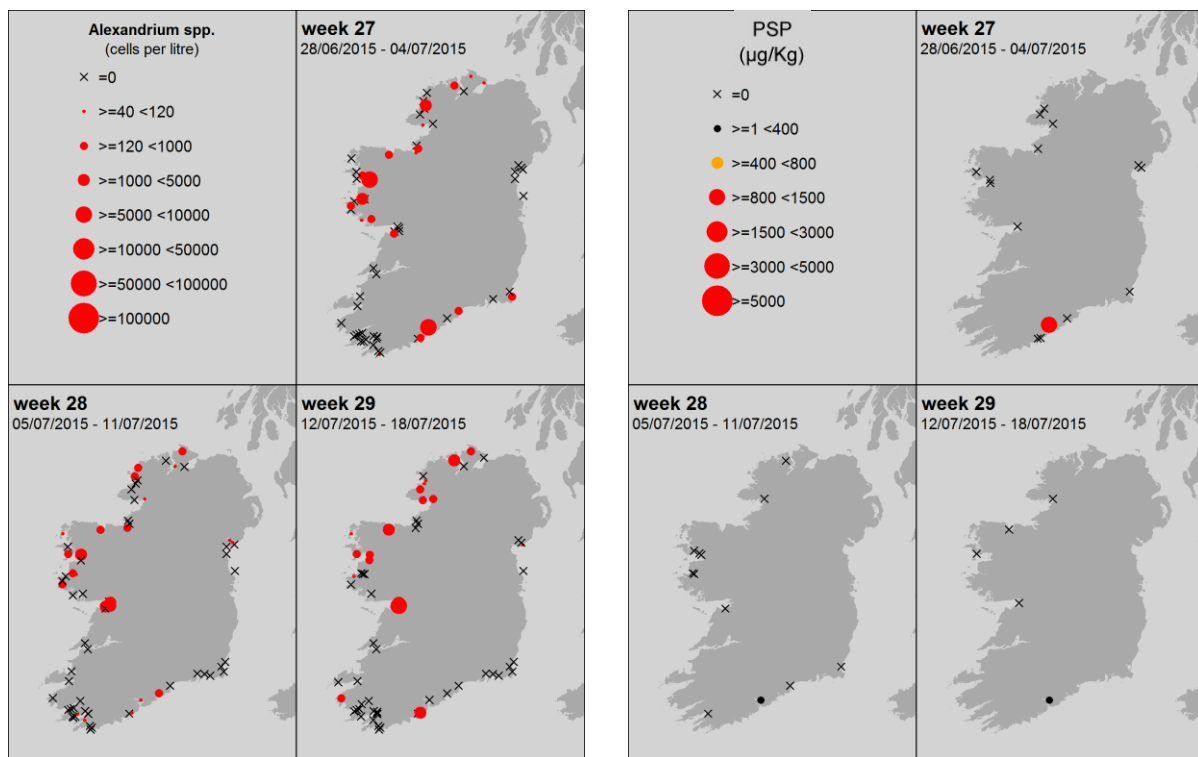 Alexandrium spp.
(cells per litre)
=0
>=40 <120
>=120 <1000
>=1000 <5000
>=5000 <10000
>=10000 <50000
>=50000 <100000
>=100000
week 27
28/06/2015 - 04/07/2015
week 28
05/07/2015 - 11/07/2015
week 29
12/07/2015 - 18/07/2015
PSP
(µg/Kg)
=0
>=1 <400
>=400 <800
>=800 <1500
>=1500 <3000
>=3000 <5000
>=5000
week 27
28/06/2015 - 04/07/2015
week 28
05/07/2015 - 11/07/2015
week 29
12/07/2015 - 18/07/2015